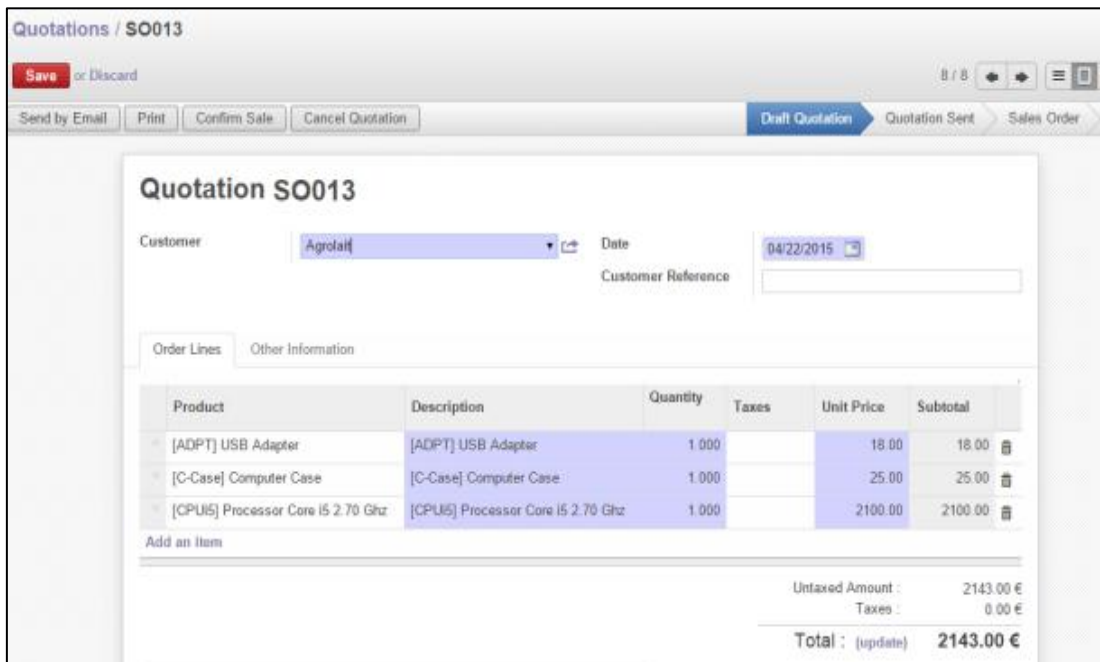 Quotations / SO013
Save or Discard
8 / 8
Send by Email Print Confirm Sale Cancel Quotation Draft Quotation Quotation Sent Sales Order
Quotation SO013
Customer Agrolait Date 04/22/2015
Customer Reference
Order Lines Other Information
Product Description Quantity Taxes Unit Price Subtotal
[ADPT] USB Adapter [ADPT] USB Adapter 1.000 18.00 18.00
[C-Case] Computer Case [C-Case] Computer Case 1.000 25.00 25.00
[CPUi5] Processor Core i5 2.70 Ghz [CPUi5] Processor Core i5 2.70 Ghz 1.000 2100.00 2100.00
Add an Item
Untaxed Amount : 2143.00 €
Taxes : 0.00 €
Total : (update) 2143.00 €